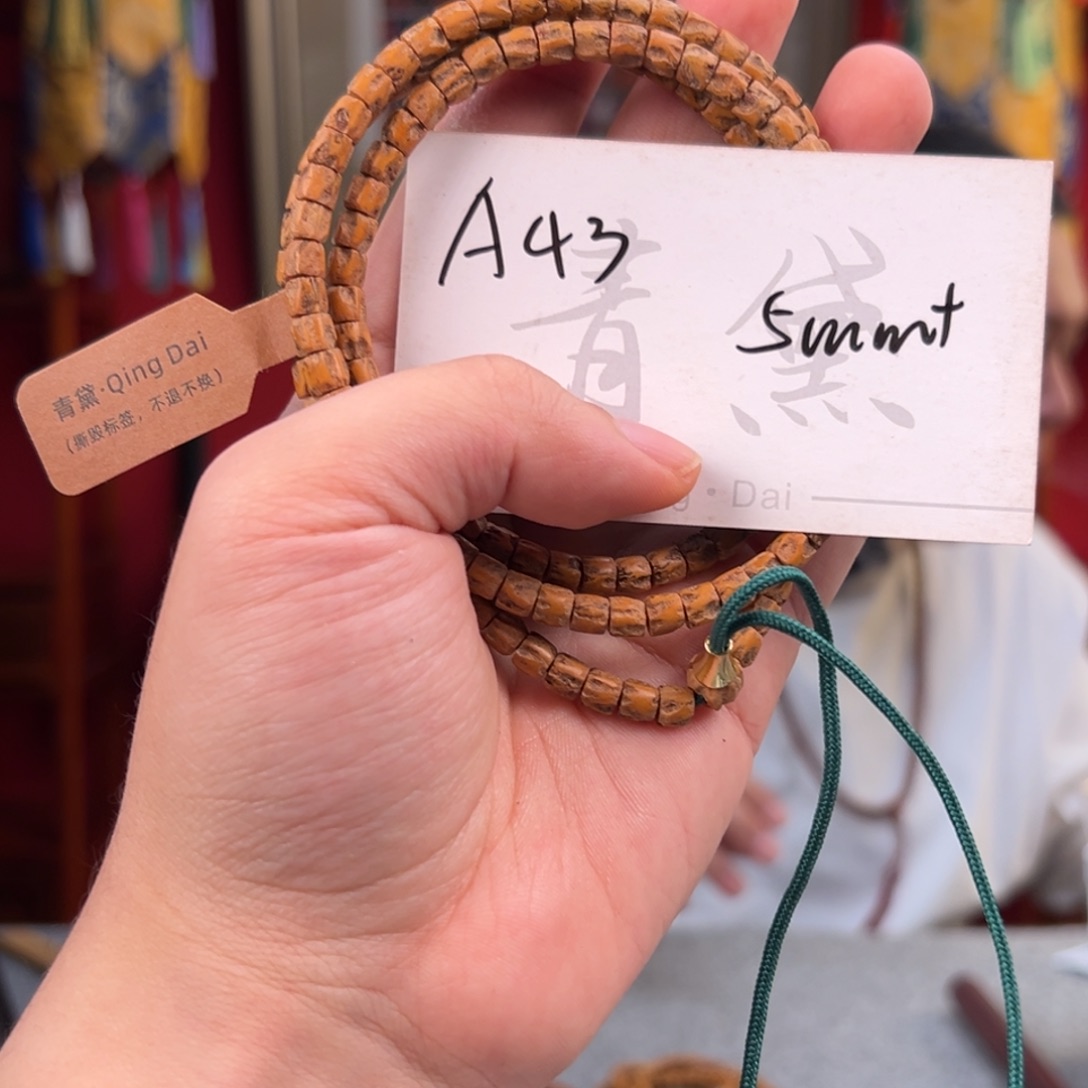 A43
5mm+
青黛
g·Dai
青黛·Qing Dai
(撕毁标签，不退不换)